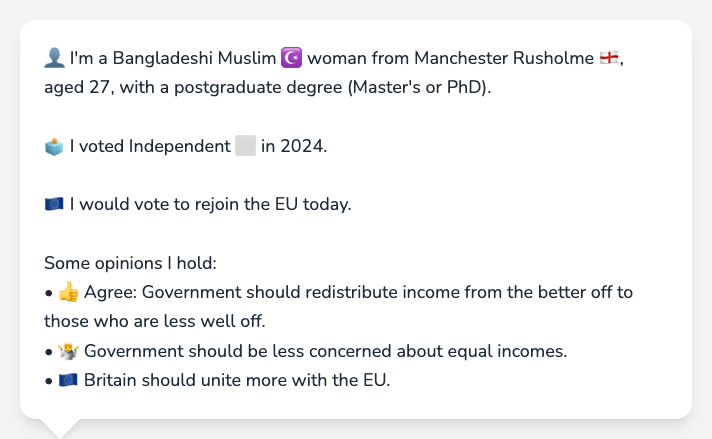 👤 I'm a Bangladeshi Muslim ☪️ woman from Manchester Rusholme 🏴󠁧󠁢󠁥󠁮󠁧󠁿,
aged 27, with a postgraduate degree (Master's or PhD).
🗳️ I voted Independent ⬜ in 2024.
🇪🇺 I would vote to rejoin the EU today.
Some opinions I hold:
• 👍 Agree: Government should redistribute income from the better off to
those who are less well off.
• 🤷 Government should be less concerned about equal incomes.
• 🇪🇺 Britain should unite more with the EU.